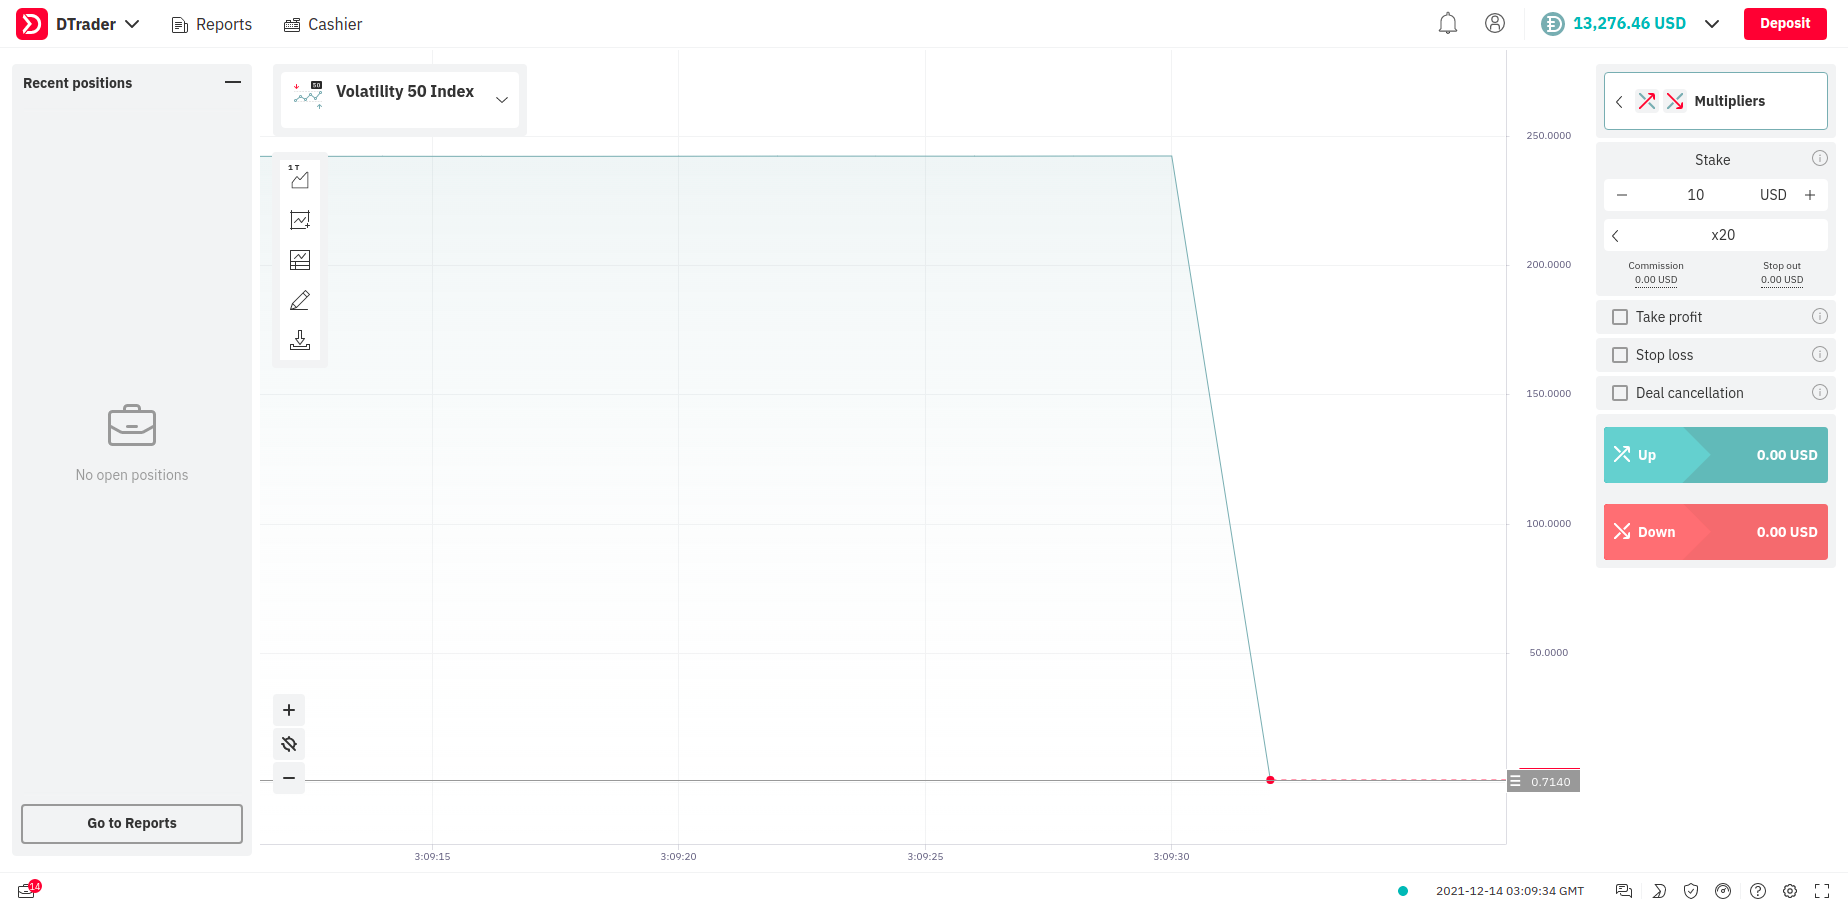 DTrader
Reports
Cashier
13,276.46 USD
Deposit
Recent positions
50
Volatility 50 Index
Multipliers
250.0000
Stake
1 T
10
USD
x20
200.0000
Commission
Stop out
0.00 USD
0.00 USD
Take profit
Stop loss
150.0000
Deal cancellation
Up
0.00 USD
No open positions
100.0000
Down
0.00 USD
50.0000
0.7140
Go to Reports
3:09:15
3:09:20
3:09:25
3:09:30
14
2021-12-14 03:09:34 GMT